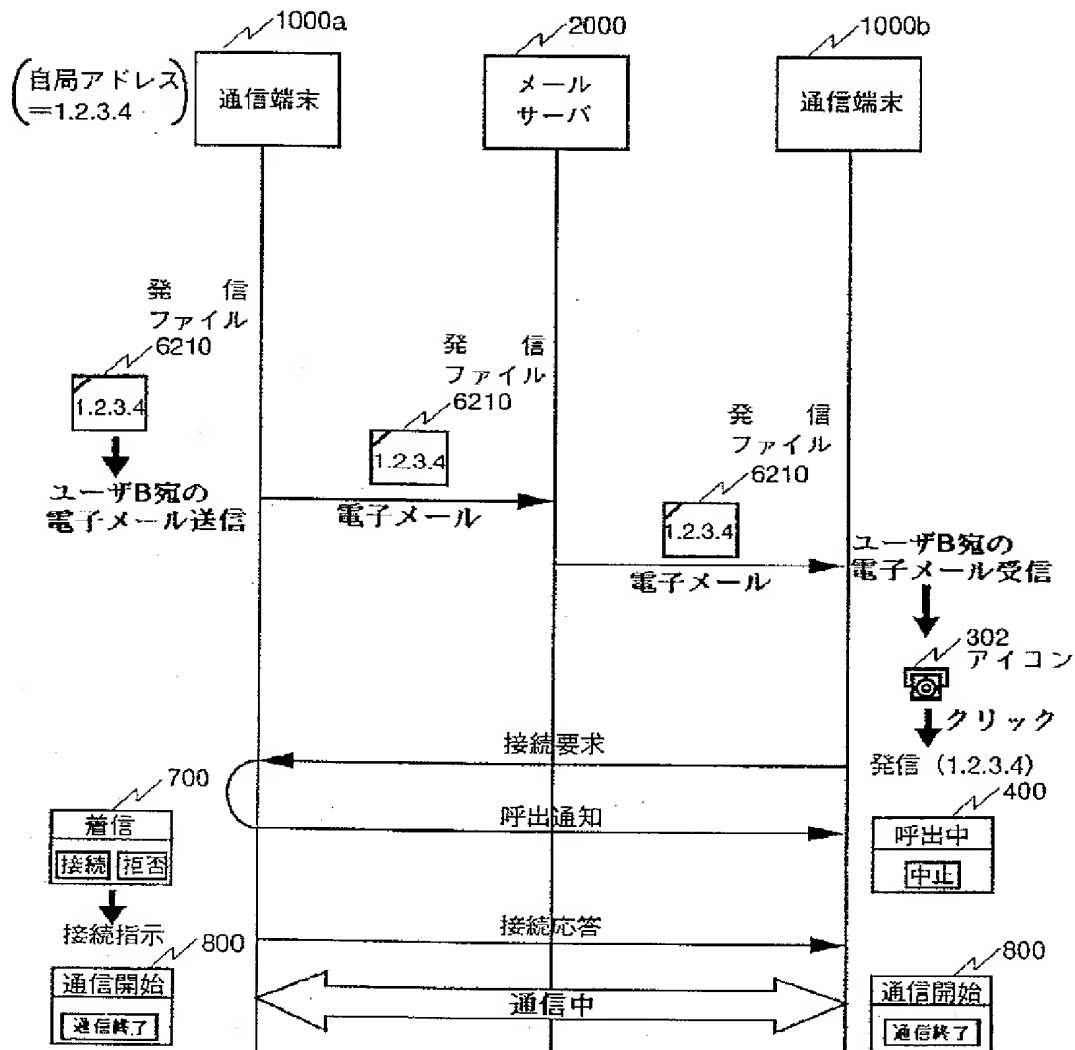 1000a
2000
1000b
自局アドレス
=1.2.3.4
通信端末
メール
サーバ
通信端末
発 信
ファイル
6210
1.2.3.4
ユーザB宛の
電子メール送信
発 信
ファイル
6210
1.2.3.4
電子メール
発 信
ファイル
6210
1.2.3.4
電子メール
ユーザB宛の
電子メール受信
302
アイコン
クリック
発信 (1.2.3.4)
接続要求
700
着信
接続 拒否
呼出通知
400
呼出中
中止
接続指示
接続応答
800
通信開始
通信終了
通信中
800
通信開始
通信終了